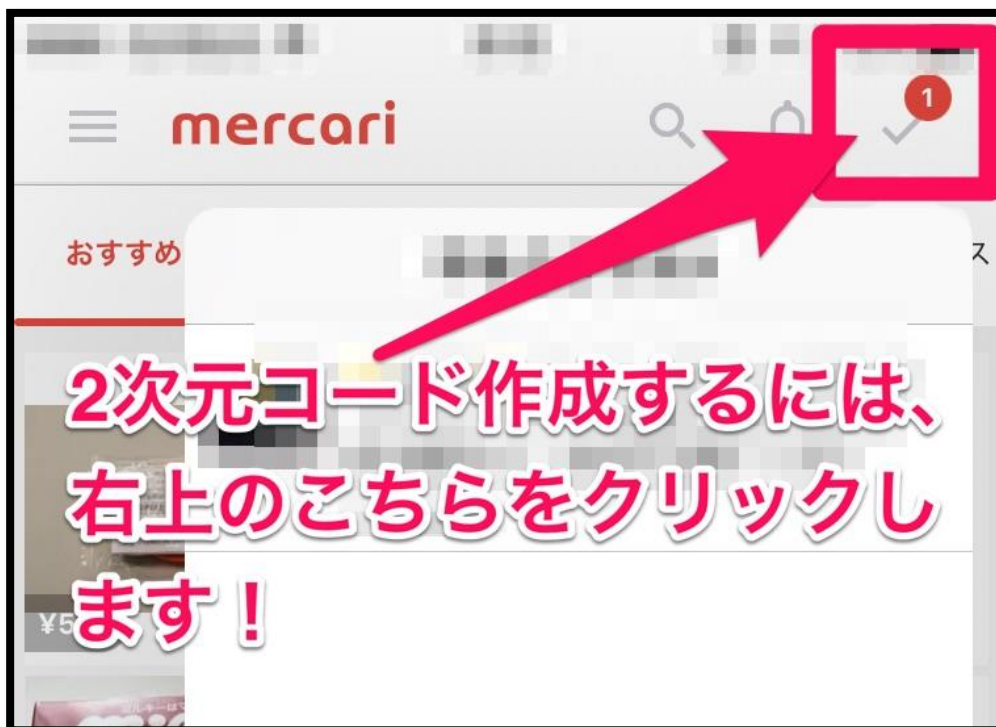 mercari
1
おすすめ
ス
2次元コード作成するには、
右上のこちらをクリックし
ます！
¥5